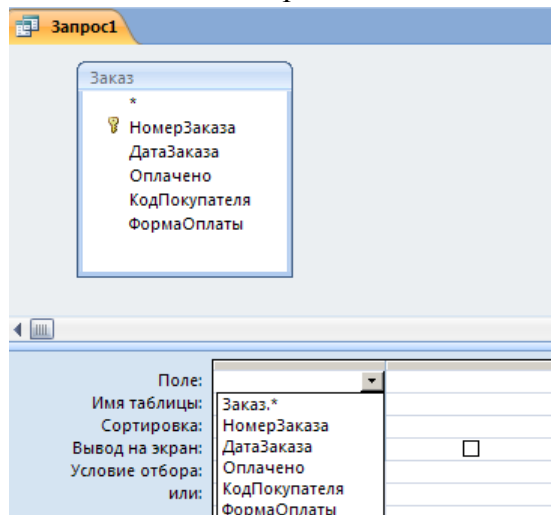 Запрос1
Заказ
*
НомерЗаказа
ДатаЗаказа
Оплачено
КодПокупателя
ФормаОплаты
Поле:
Имя таблицы:
Сортировка:
Вывод на экран:
Условие отбора:
или:
Заказ.*
НомерЗаказа
ДатаЗаказа
Оплачено
КодПокупателя
ФормаОплаты